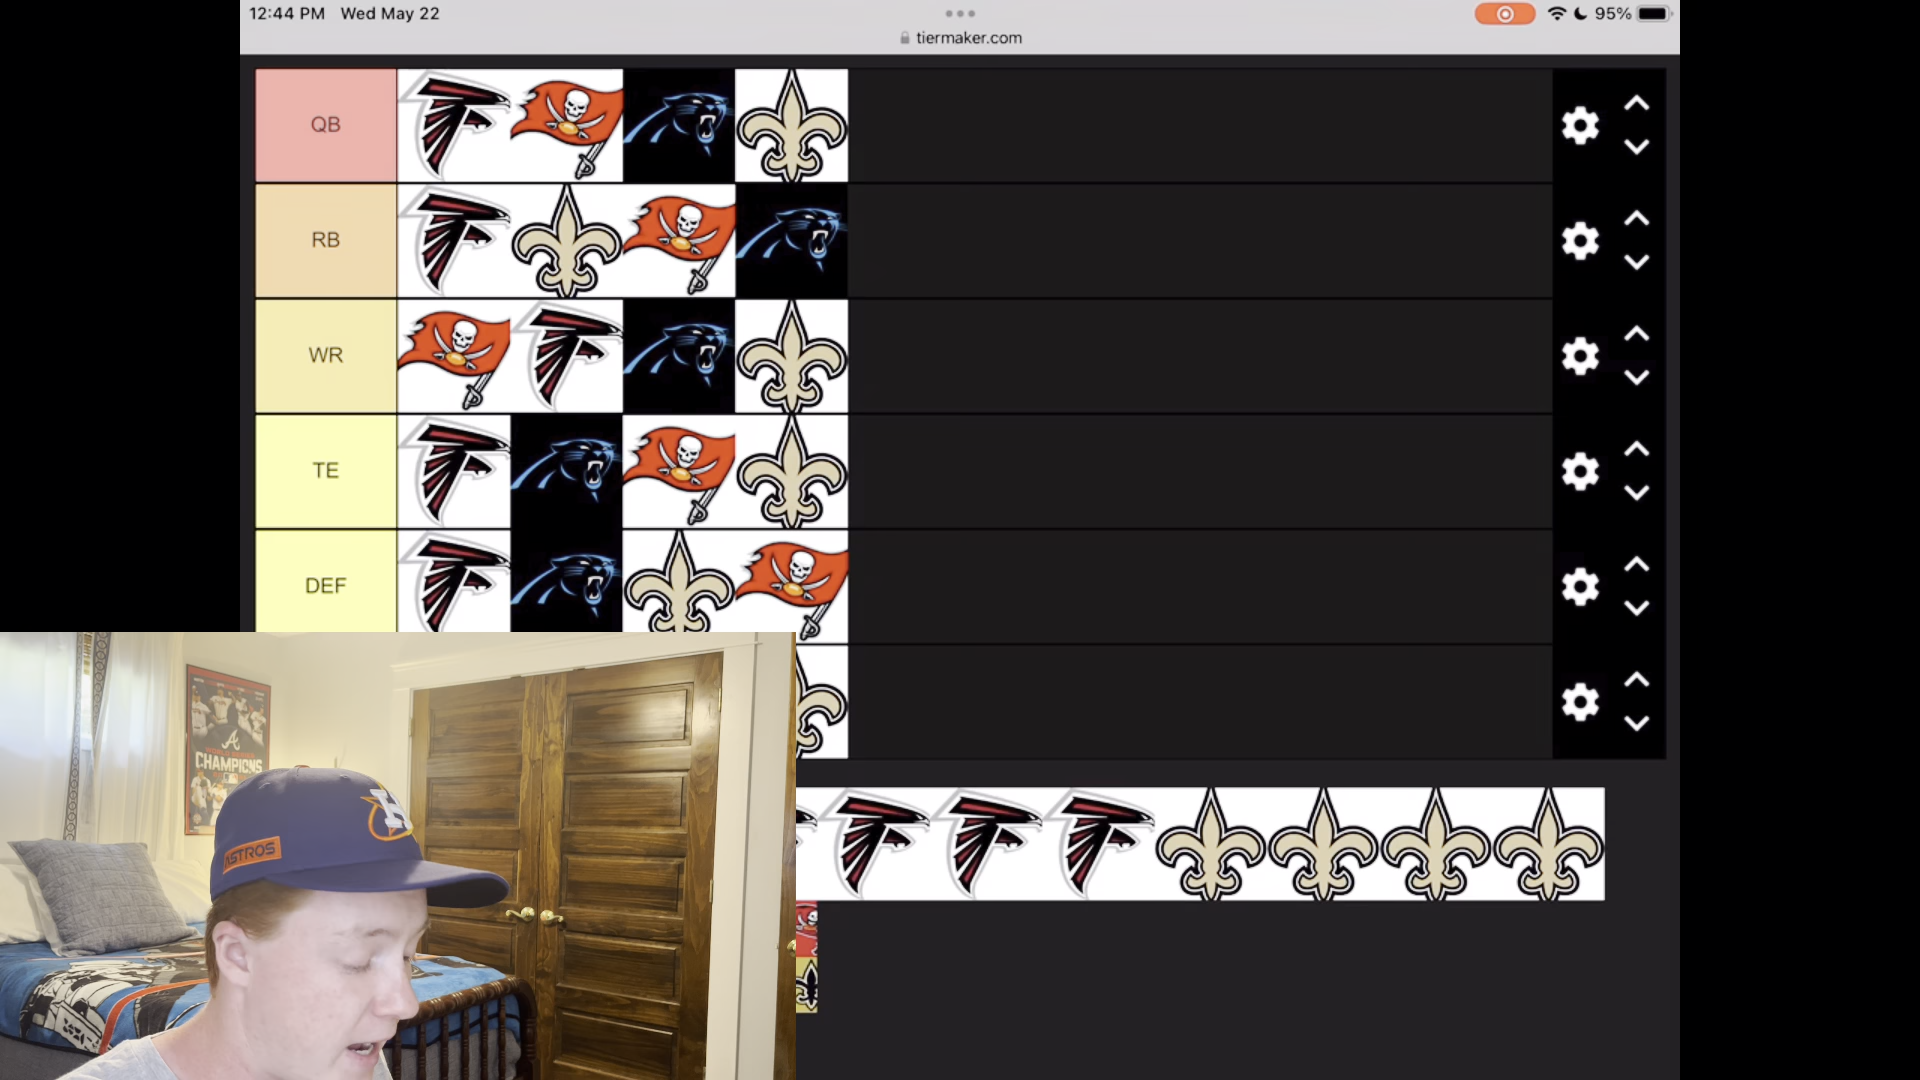 12:44 PM Wed May 22
95%
tiermaker.com
QB
RB
WR
TE
DEF
CHAMPIONS
ASTROS